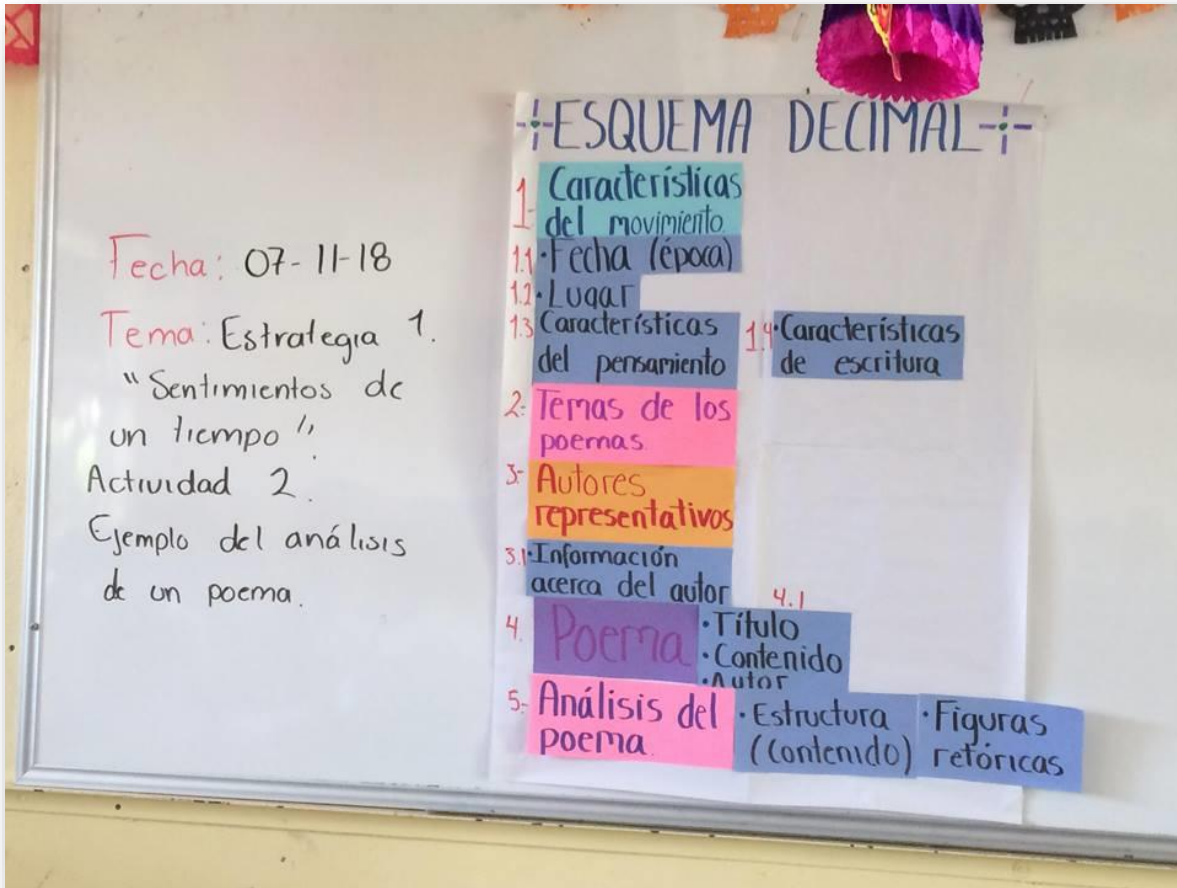 Fecha: 07-11-18
Tema: Estrategia 1.
"Sentimientos de
un tiempo".
Actividad 2.
Ejemplo del análisis
de un poema.
ESQUEMA DECIMAL
1- Características
del movimiento.
1.1 ·Fecha (época)
1.2 ·Lugar
1.3 Características
del pensamiento
1.4 ·Características
de escritura
2- Temas de los
poemas.
3- Autores
representativos
3.1 ·Información
acerca del autor
4. Poema
4.1
·Título
·Contenido
·Autor
5- Análisis del
poema.
·Estructura
(contenido)
·Figuras
retóricas